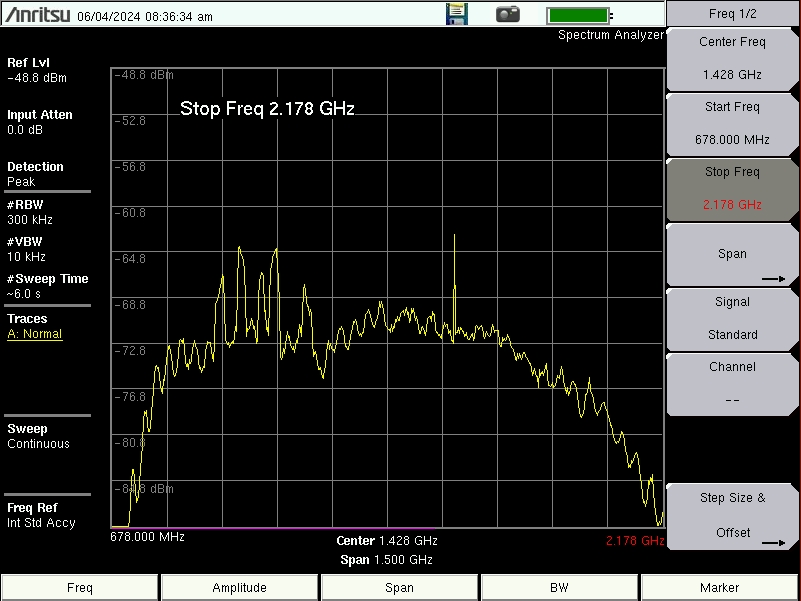 Anritsu 06/04/2024 08:36:34 am
Spectrum Analyzer
Ref Lvl
-48.8 dBm
Input Atten
0.0 dB
Detection
Peak
#RBW
300 kHz
#VBW
10 kHz
#Sweep Time
~6.0 s
Traces
A: Normal
Sweep
Continuous
Freq Ref
Int Std Accy
-48.8 dBm
Stop Freq 2.178 GHz
-52.8
-56.8
-60.8
-64.8
-68.8
-72.8
-76.8
-80.8
-84.8 dBm
678.000 MHz
Center 1.428 GHz
2.178 GHz
Span 1.500 GHz
Freq 1/2
Center Freq
1.428 GHz
Start Freq
678.000 MHz
Stop Freq
2.178 GHz
Span
Signal
Standard
Channel
--
Step Size &
Offset
Freq
Amplitude
Span
BW
Marker